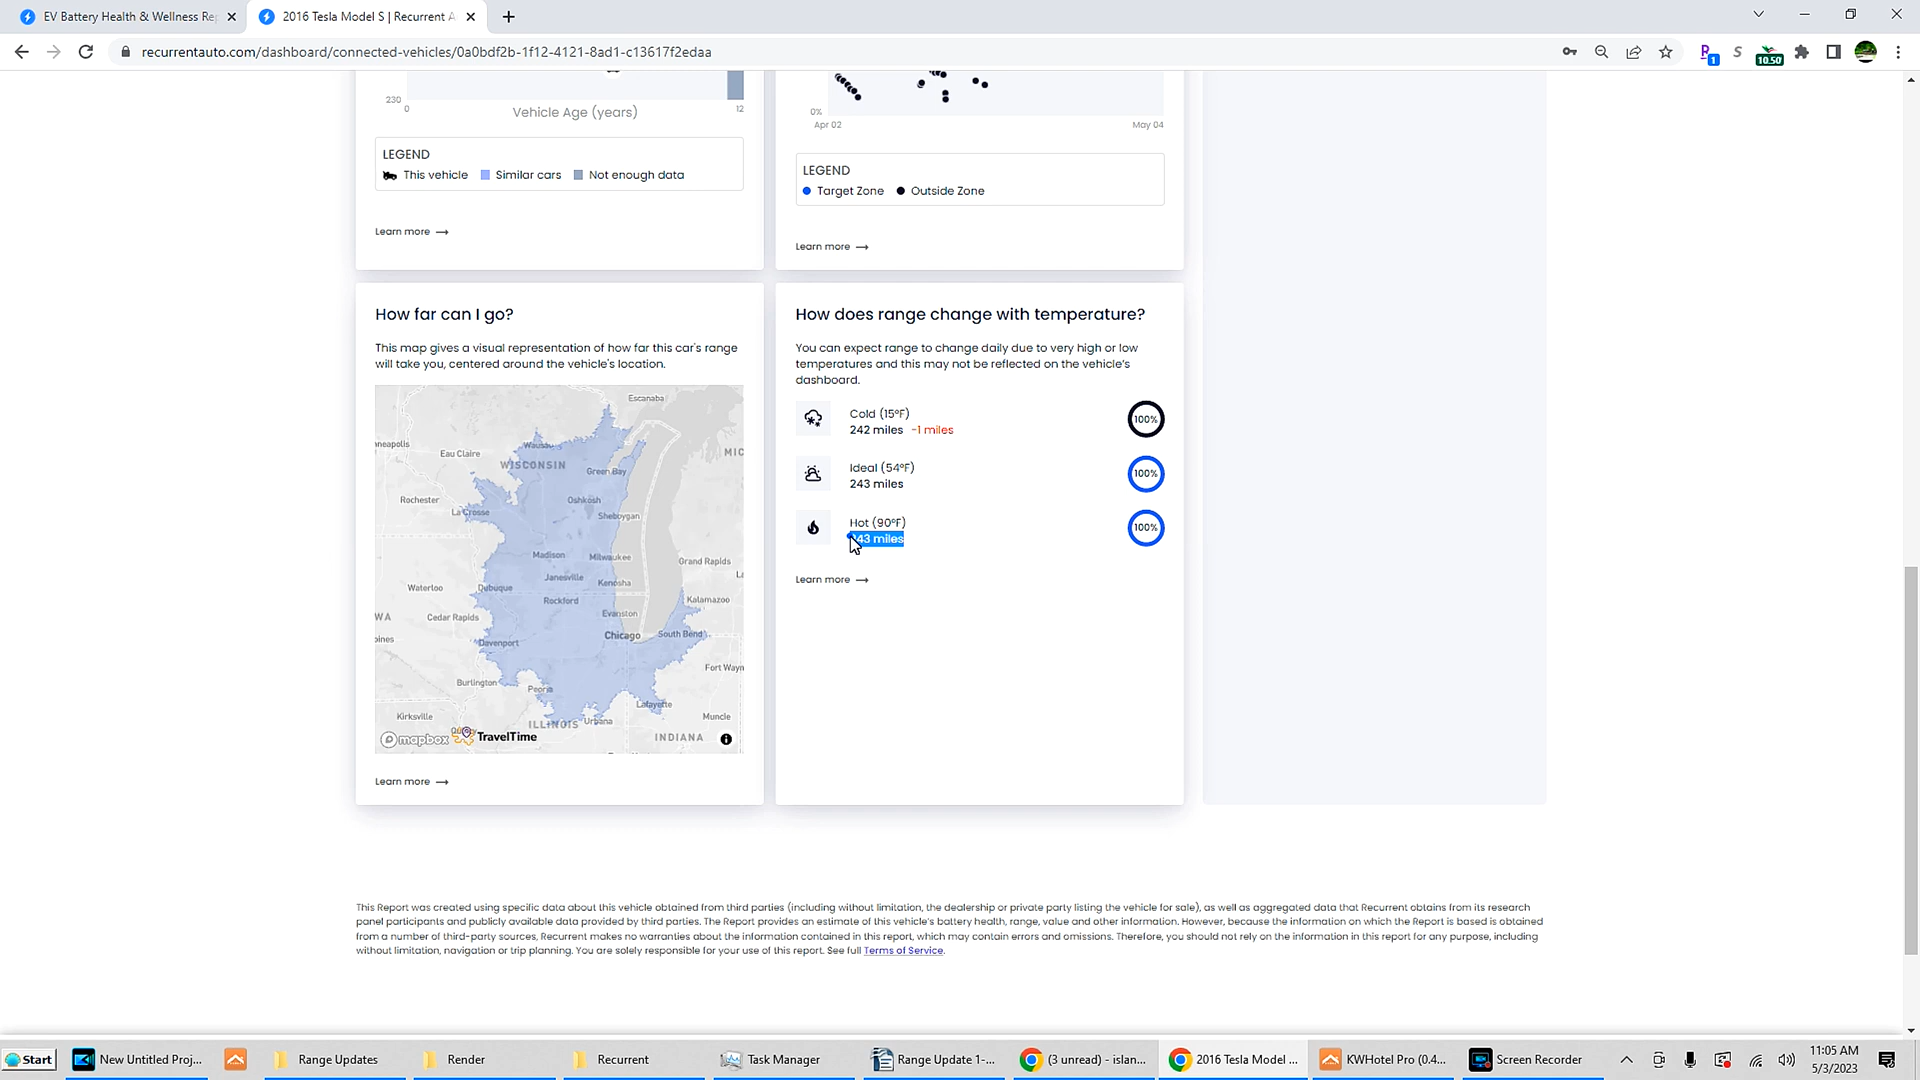 EV Battery Health & Wellness Re
2016 Tesla Model S | Recurrent A
recurrentauto.com/dashboard/connected-vehicles/0a0bdf2b-1f12-4121-8ad1-c13617f2edaa
1
10.50
230
0
12
Vehicle Age (years)
LEGEND
This vehicle
Similar cars
Not enough data
Learn more →
0%
Apr 02
May 04
LEGEND
Target Zone
Outside Zone
Learn more →
How far can I go?
This map gives a visual representation of how far this car's range
will take you, centered around the vehicle's location.
Escanaba
nneapolis
Wausau
MIC
Eau Claire
WISCONSIN
Green Bay
Rochester
Oshkosh
La Crosse
Sheboygan
Madison
Milwaukee
Grand Rapids
Janesville
Kenosha
La
Waterloo
Dubuque
Rockford
Kalamazoo
WA
Cedar Rapids
Evanston
Chicago
South Bend
oines
Davenport
Fort Way
Burlington
Peoria
Lafayette
Kirksville
ILLINOIS
Urbana
Muncie
mapbox
TravelTime
INDIANA
Learn more →
How does range change with temperature?
You can expect range to change daily due to very high or low
temperatures and this may not be reflected on the vehicle's
dashboard.
Cold (15°F)
242 miles -1 miles
100%
Ideal (54°F)
243 miles
100%
Hot (90°F)
243 miles
100%
Learn more →
This Report was created using specific data about this vehicle obtained from third parties (including without limitation, the dealership or private party listing the vehicle for sale), as well as aggregated data that Recurrent obtains from its research
panel participants and publicly available data provided by third parties. The Report provides an estimate of this vehicle's battery health, range, value and other information. However, because the information on which the Report is based is obtained
from a number of third-party sources, Recurrent makes no warranties about the information contained in this report, which may contain errors and omissions. Therefore, you should not rely on the information in this report for any purpose, including
without limitation, navigation or trip planning. You are solely responsible for your use of this report. See full Terms of Service.
Start
New Untitled Proj...
Range Updates
Render
Recurrent
Task Manager
Range Update 1-...
(3 unread) - islan...
2016 Tesla Model ...
KWHotel Pro (0.4...
Screen Recorder
11:05 AM
5/3/2023